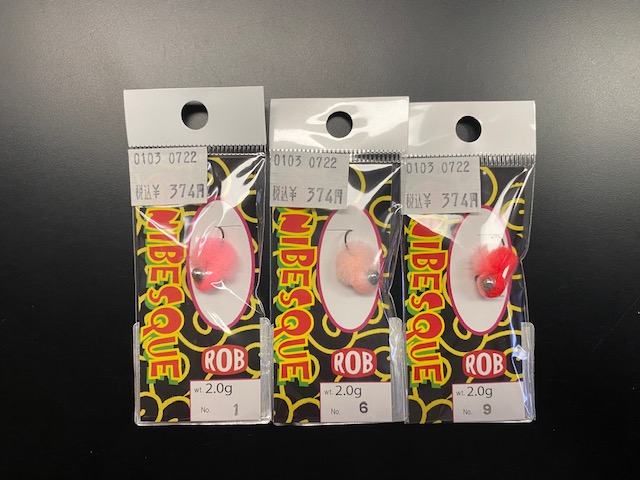 0103 0722
税込¥ 374円
NIBESQUE
ROB
wt. 2.0g
No. 1
0103 0722
税込¥ 374円
NIBESQUE
ROB
wt. 2.0g
No. 6
0103 0722
税込¥ 374円
NIBESQUE
ROB
wt. 2.0g
No. 9